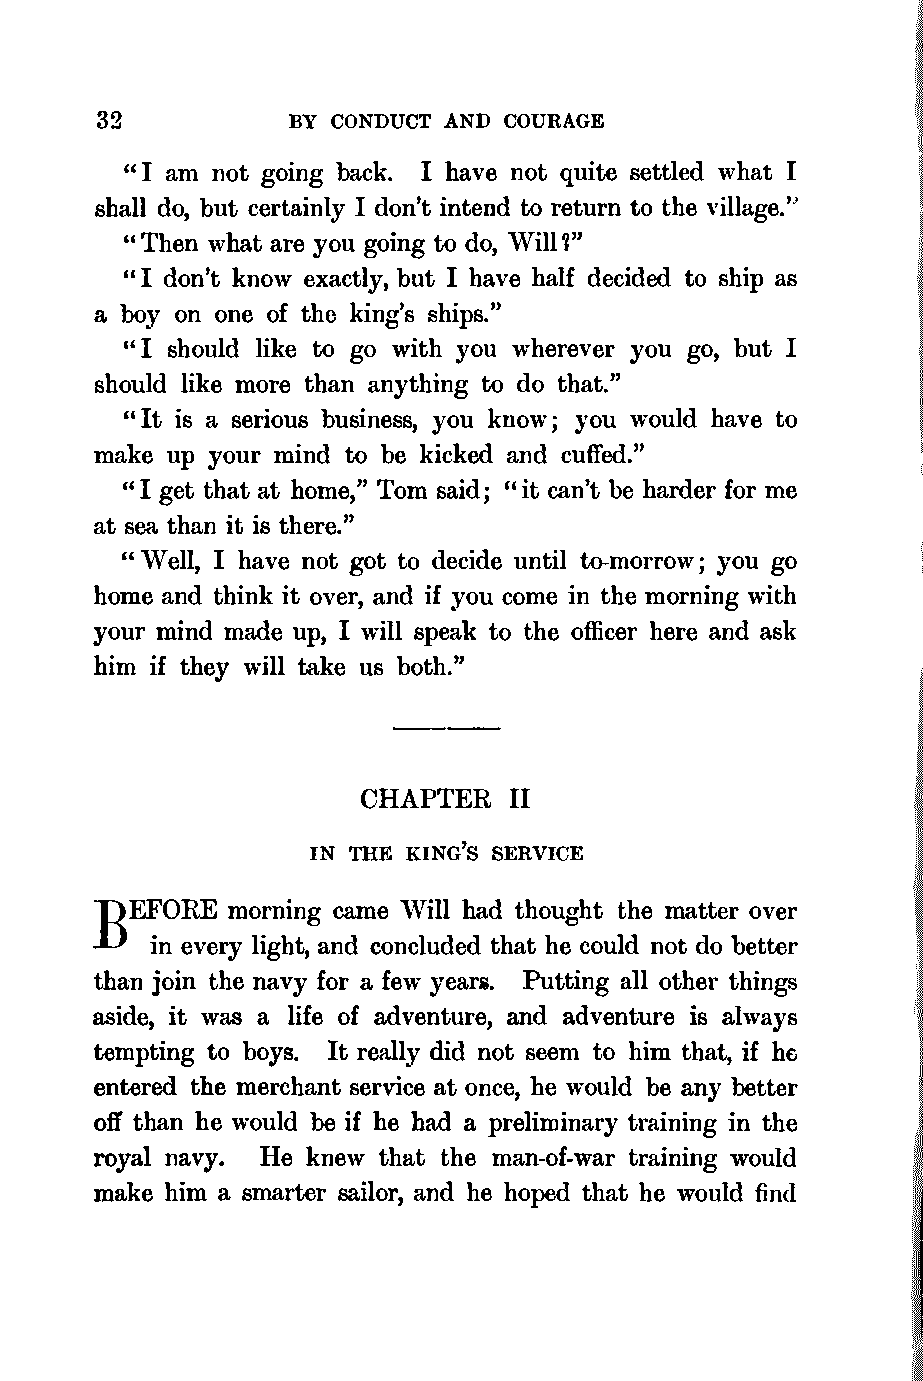 32 BY CONDUCT AND COURAGE
“I am not going back. I have not quite settled what I
shall do, but certainly I don’t intend to return to the village.”
“Then what are you going to do, Will?”
“I don’t know exactly, but I have half decided to ship as
a boy on one of the king’s ships.”
“I should like to go with you wherever you go, but I
should like more than anything to do that.”
“It is a serious business, you know; you would have to
make up your mind to be kicked and cuffed.”
“I get that at home,” Tom said; “it can’t be harder for me
at sea than it is there.”
“Well, I have not got to decide until to-morrow; you go
home and think it over, and if you come in the morning with
your mind made up, I will speak to the officer here and ask
him if they will take us both.”
CHAPTER II
IN THE KING’S SERVICE
BEFORE morning came Will had thought the matter over
in every light, and concluded that he could not do better
than join the navy for a few years. Putting all other things
aside, it was a life of adventure, and adventure is always
tempting to boys. It really did not seem to him that, if he
entered the merchant service at once, he would be any better
off than he would be if he had a preliminary training in the
royal navy. He knew that the man-of-war training would
make him a smarter sailor, and he hoped that he would find